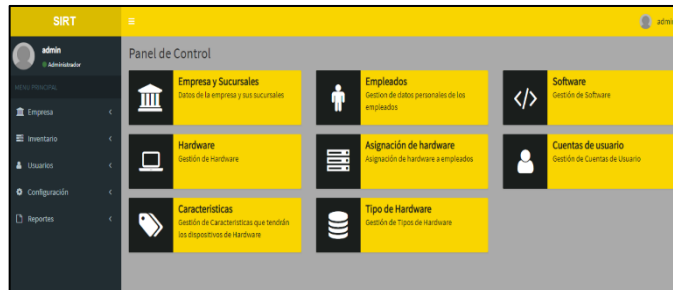 SIRT
admin
admin
Administrador
MENU PRINCIPAL
Empresa
Inventario
Usuarios
Configuración
Reportes
Panel de Control
Empresa y Sucursales
Datos de la empresa y sus sucursales
Empleados
Gestion de datos personales de los
empleados
Software
Gestión de Software
Hardware
Gestión de Hardware
Asignación de hardware
Asignación de hardware a empleados
Cuentas de usuario
Gestión de Cuentas de Usuario
Caracteristicas
Gestión de Caracteristicas que tendrán
los dispositivos de Hardware
Tipo de Hardware
Gestión de Tipos de Hardware